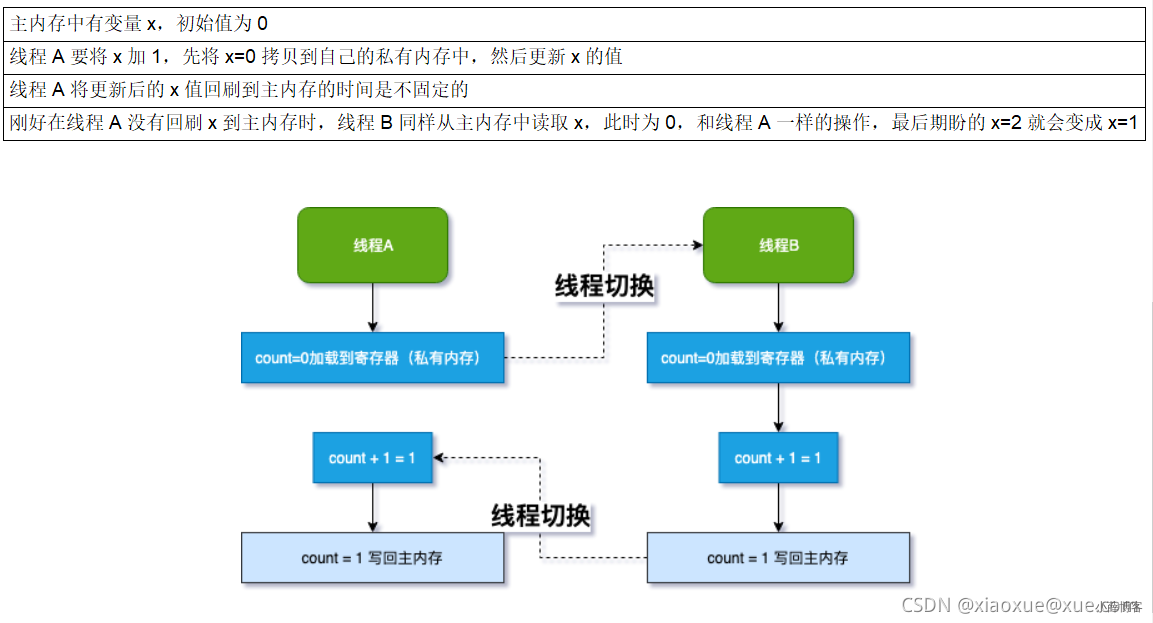 主内存中有变量 x，初始值为 0
线程 A 要将 x 加 1，先将 x=0 拷贝到自己的私有内存中，然后更新 x 的值
线程 A 将更新后的 x 值回刷到主内存的时间是不固定的
刚好在线程 A 没有回刷 x 到主内存时，线程 B 同样从主内存中读取 x，此时为 0，和线程 A 一样的操作，最后期盼的 x=2 就会变成 x=1
线程A
线程B
线程切换
count=0加载到寄存器（私有内存）
count=0加载到寄存器（私有内存）
count + 1 = 1
count + 1 = 1
线程切换
count = 1 写回主内存
count = 1 写回主内存
CSDN @xiaoxue@xue